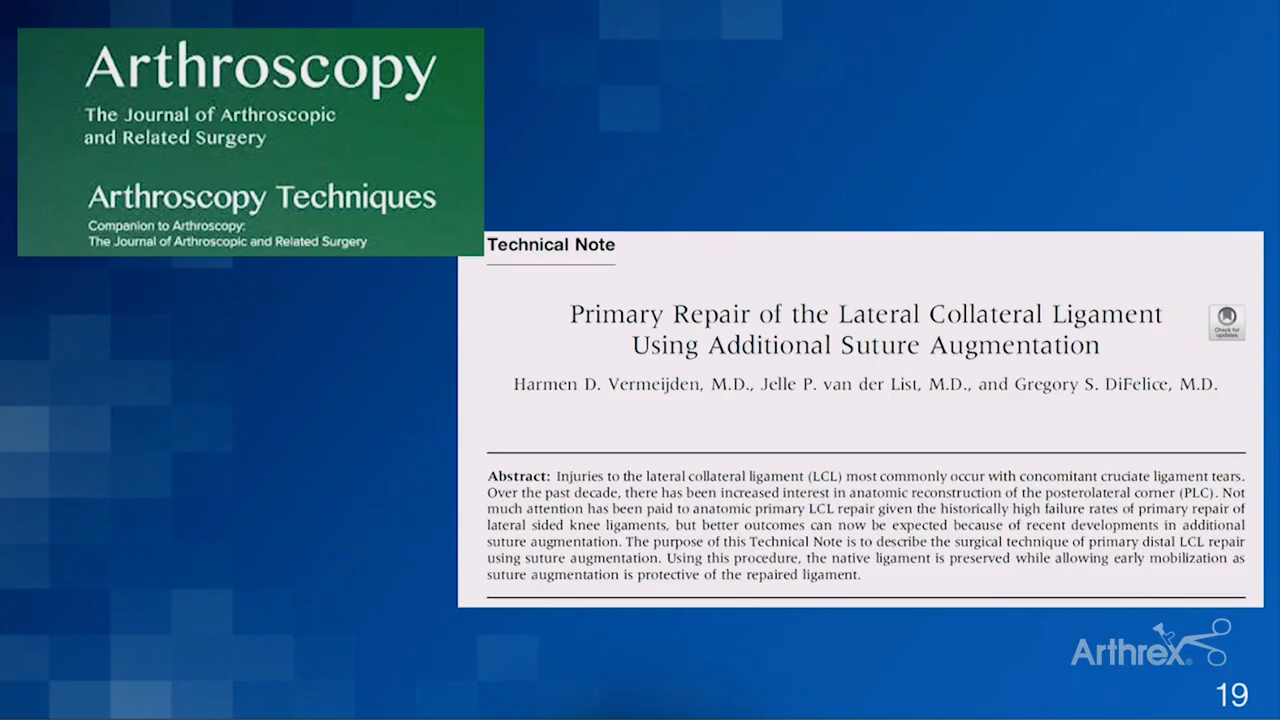 Arthroscopy
The Journal of Arthroscopic
and Related Surgery
Arthroscopy Techniques
Companion to Arthroscopy:
The Journal of Arthroscopic and Related Surgery
Technical Note
Primary Repair of the Lateral Collateral Ligament
Using Additional Suture Augmentation
Check for
updates
Harmen D. Vermeijden, M.D., Jelle P. van der List, M.D., and Gregory S. DiFelice, M.D.
Abstract: Injuries to the lateral collateral ligament (LCL) most commonly occur with concomitant cruciate ligament tears.
Over the past decade, there has been increased interest in anatomic reconstruction of the posterolateral corner (PLC). Not
much attention has been paid to anatomic primary LCL repair given the historically high failure rates of primary repair of
lateral sided knee ligaments, but better outcomes can now be expected because of recent developments in additional
suture augmentation. The purpose of this Technical Note is to describe the surgical technique of primary distal LCL repair
using suture augmentation. Using this procedure, the native ligament is preserved while allowing early mobilization as
suture augmentation is protective of the repaired ligament.
Arthrex®
19